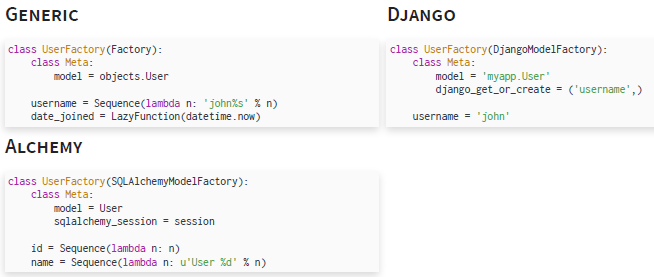 GENERIC
class UserFactory(Factory):
    class Meta:
        model = objects.User
    username = Sequence(lambda n: 'john%s' % n)
    date_joined = LazyFunction(datetime.now)
DJANGO
class UserFactory(DjangoModelFactory):
    class Meta:
        model = 'myapp.User'
        django_get_or_create = ('username',)
    username = 'john'
ALCHEMY
class UserFactory(SQLAlchemyModelFactory):
    class Meta:
        model = User
        sqlalchemy_session = session
    id = Sequence(lambda n: n)
    name = Sequence(lambda n: u'User %d' % n)